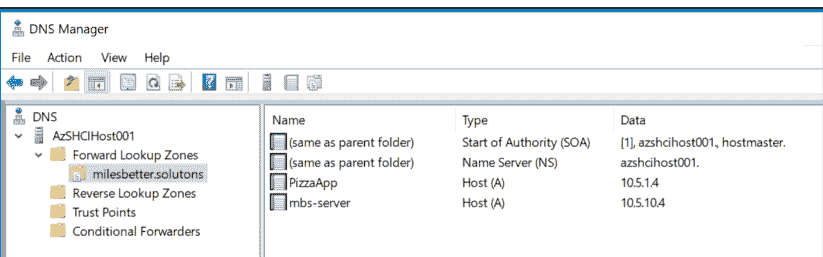 DNS Manager
File Action View Help
DNS
AzSHCIHost001
Forward Lookup Zones
milesbetter.solutons
Reverse Lookup Zones
Trust Points
Conditional Forwarders
Name Type Data
(same as parent folder) Start of Authority (SOA) [1], azshcihost001., hostmaster.
(same as parent folder) Name Server (NS) azshcihost001.
PizzaApp Host (A) 10.5.1.4
mbs-server Host (A) 10.5.10.4